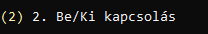 (2) 2. Be/Ki kapcsolás